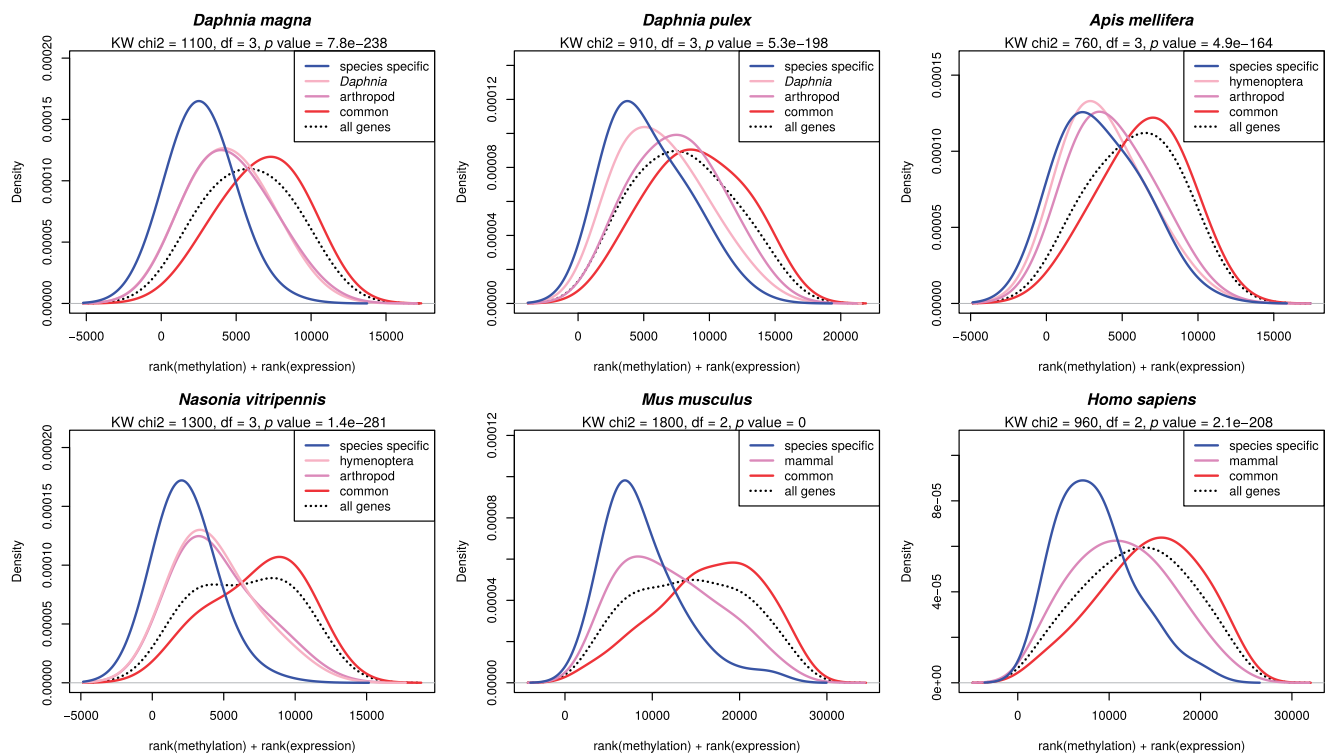 Daphnia magna
KW chi2 = 1100, df = 3, p value = 7.8e−238
Density
0.00000
0.00005
0.00010
0.00015
0.00020
species specific
Daphnia
arthropod
common
all genes
−5000 0 5000 10000 15000
rank(methylation) + rank(expression)
Daphnia pulex
KW chi2 = 910, df = 3, p value = 5.3e−198
Density
0.00000
0.00004
0.00008
0.00012
species specific
Daphnia
arthropod
common
all genes
0 5000 10000 15000 20000
rank(methylation) + rank(expression)
Apis mellifera
KW chi2 = 760, df = 3, p value = 4.9e−164
Density
0.00000
0.00005
0.00010
0.00015
species specific
hymenoptera
arthropod
common
all genes
−5000 0 5000 10000 15000
rank(methylation) + rank(expression)
Nasonia vitripennis
KW chi2 = 1300, df = 3, p value = 1.4e−281
Density
0.00000
0.00005
0.00010
0.00015
0.00020
species specific
hymenoptera
arthropod
common
all genes
−5000 0 5000 10000 15000
rank(methylation) + rank(expression)
Mus musculus
KW chi2 = 1800, df = 2, p value = 0
Density
0.00000
0.00004
0.00008
0.00012
species specific
mammal
common
all genes
0 10000 20000 30000
rank(methylation) + rank(expression)
Homo sapiens
KW chi2 = 960, df = 2, p value = 2.1e−208
Density
0e+00
4e−05
8e−05
species specific
mammal
common
all genes
0 10000 20000 30000
rank(methylation) + rank(expression)